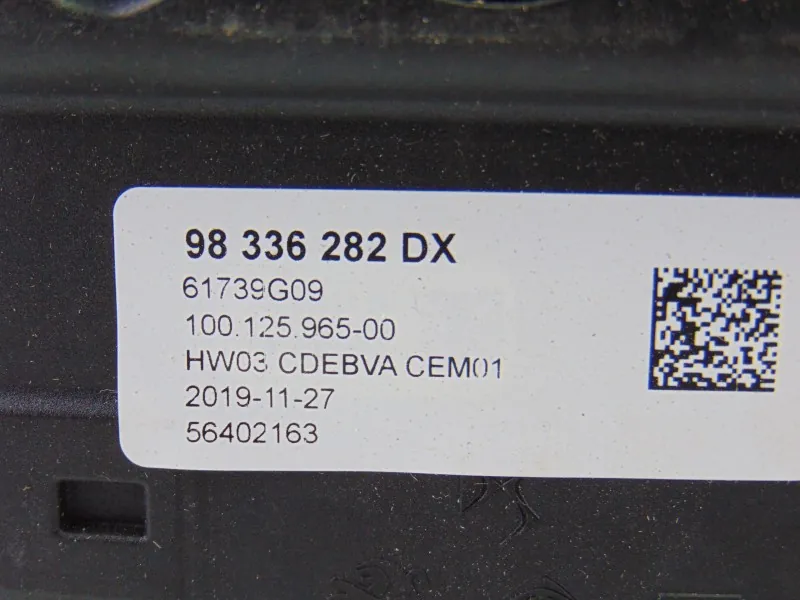 98 336 282 DX
61739G09
100.125.965-00
HW03 CDEBVA CEM01
2019-11-27
56402163